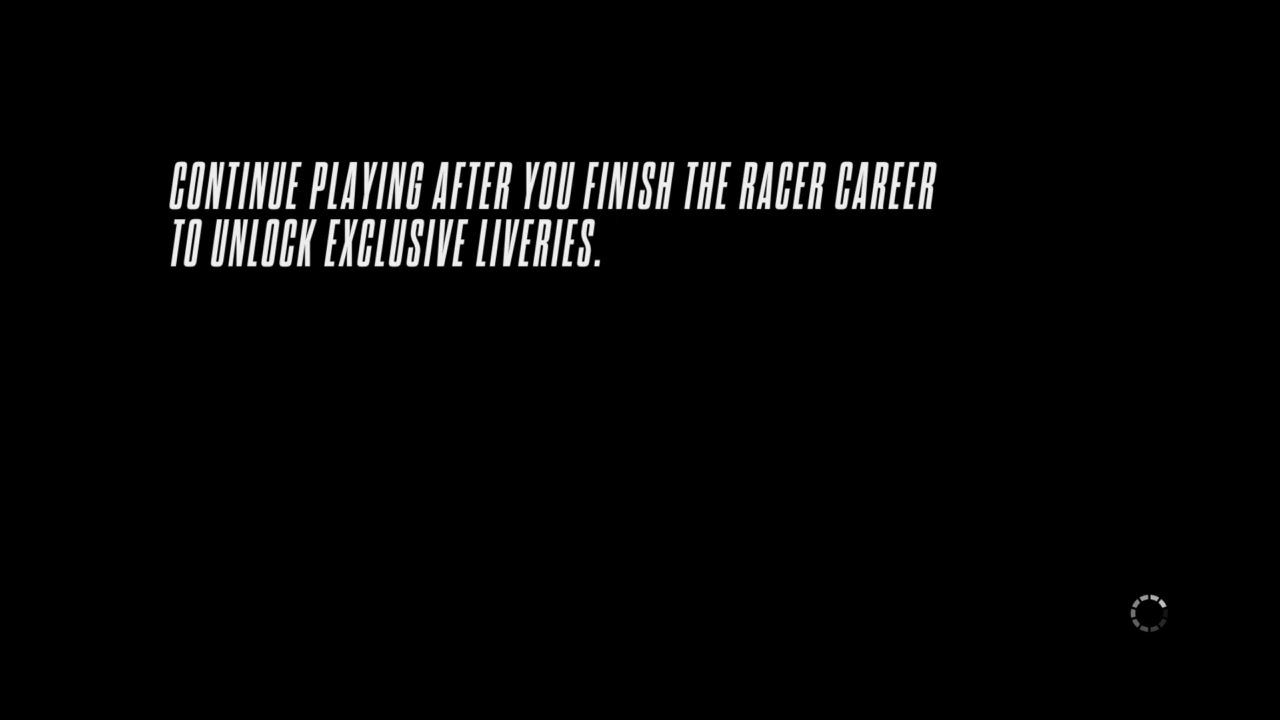 CONTINUE PLAYING AFTER YOU FINISH THE RACER CAREER
TO UNLOCK EXCLUSIVE LIVERIES.